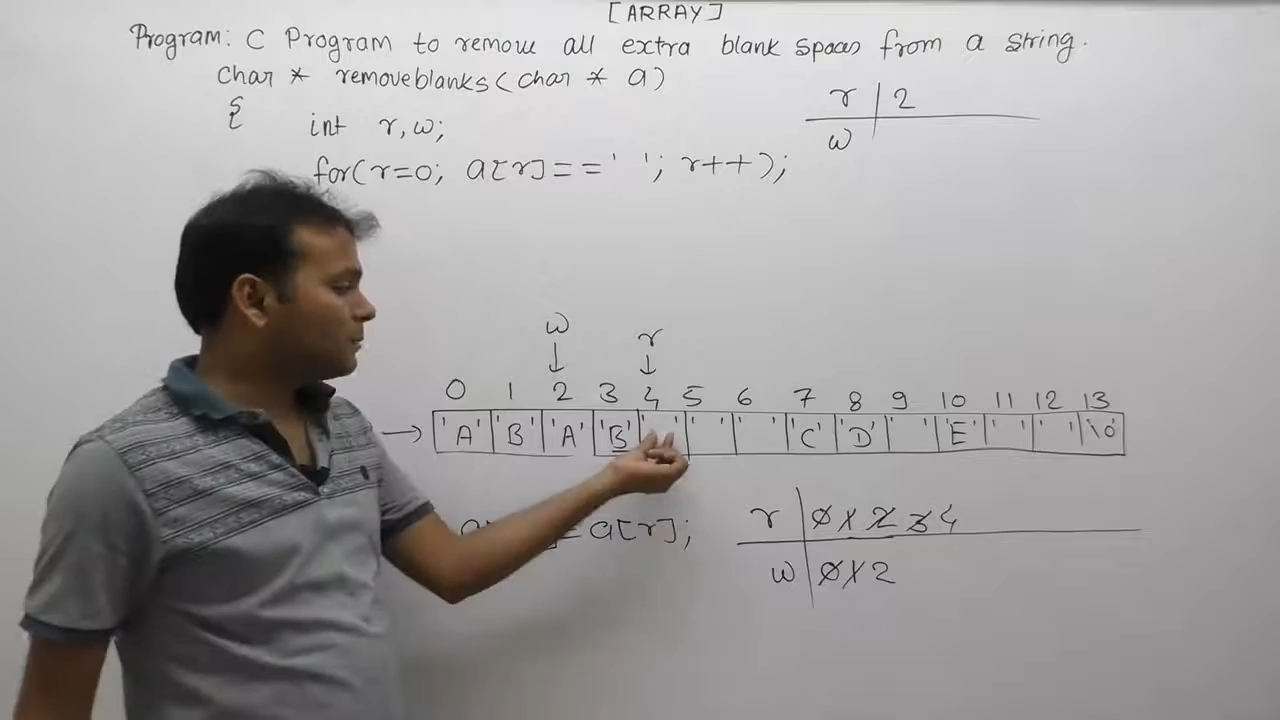 [ARRAY]
Program: C Program to remove all extra blank spaces from a string.
char * removeblanks(char * a)
{
int r,w;
for(r=0; a[r]==' '; r++);
r | 2
w
w r
↓ ↓
0 1 2 3 4 5 6 7 8 9 10 11 12 13
→ 'A' 'B' 'A' 'B' ' ' ' ' ' ' 'C' 'D' ' ' 'E' ' ' ' ' '\0'
= a[r];
r | 0 1 2 3 4
w | 0 1 2